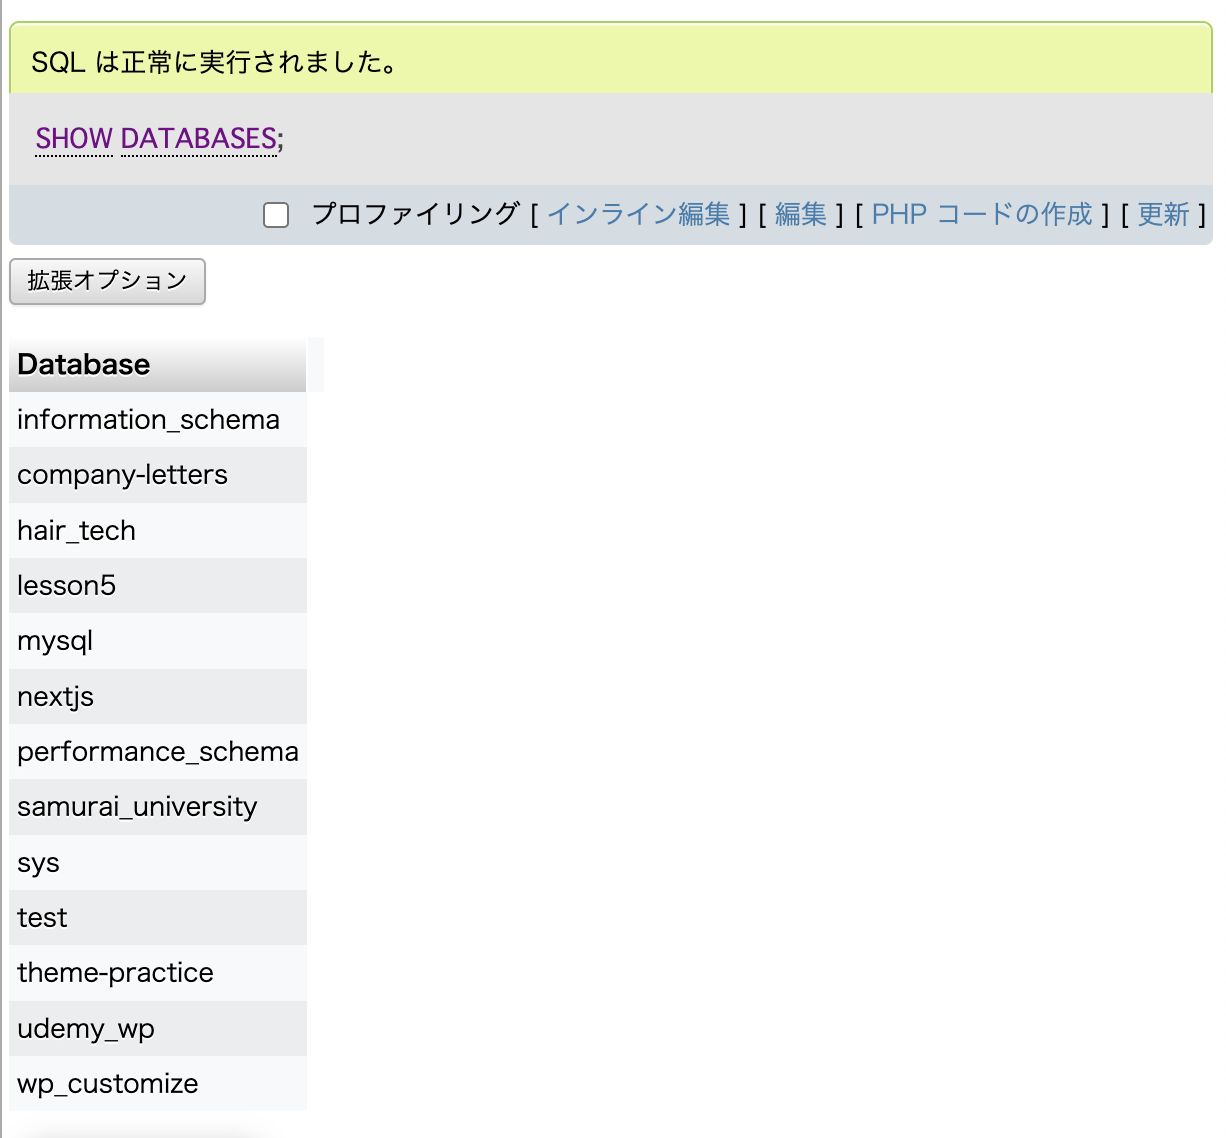 SQL は正常に実行されました。
SHOW DATABASES;
プロファイリング [ インライン編集 ] [ 編集 ] [ PHP コードの作成 ] [ 更新 ]
拡張オプション
Database
information_schema
company-letters
hair_tech
lesson5
mysql
nextjs
performance_schema
samurai_university
sys
test
theme-practice
udemy_wp
wp_customize